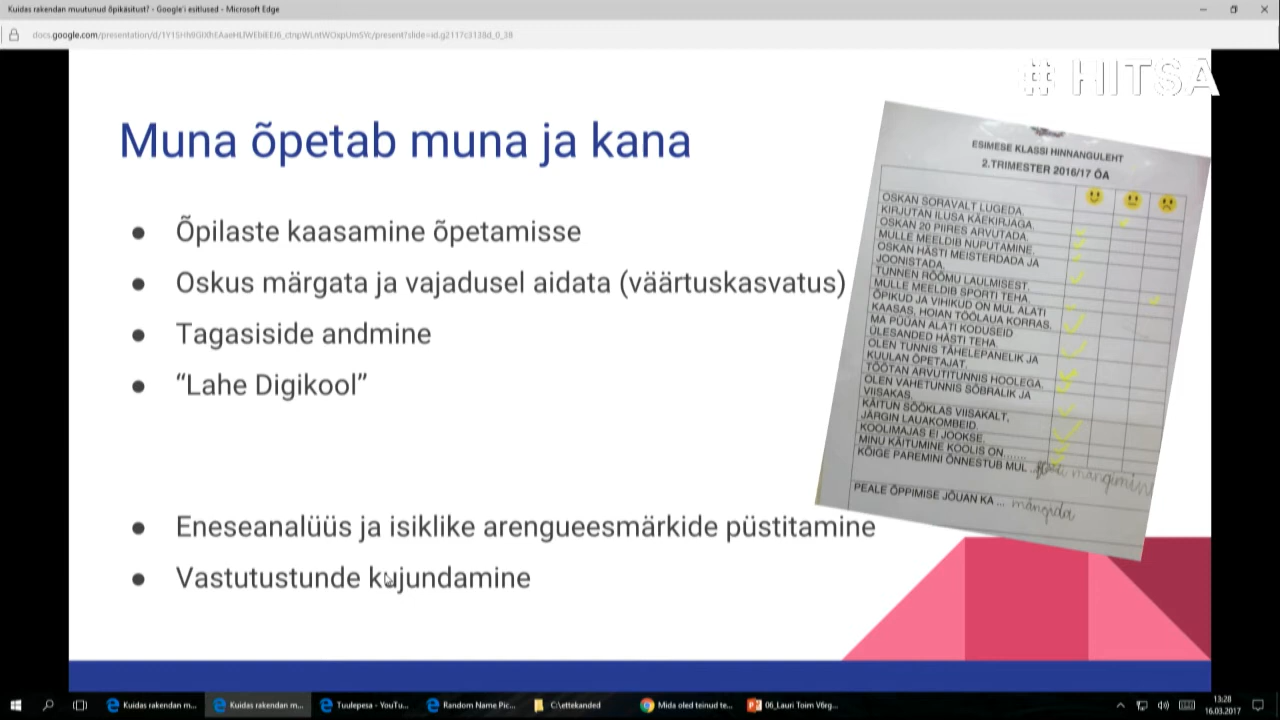 Kuidas rakendan muutunud õpikäsitust? - Google'i esitlused - Microsoft Edge
# HITSA
Muna õpetab muna ja kana
● Õpilaste kaasamine õpetamisse
● Oskus märgata ja vajadusel aidata (väärtuskasvatus)
● Tagasiside andmine
● “Lahe Digikool”
● Eneseanalüüs ja isiklike arengueesmärkide püstitamine
● Vastutustunde kujundamine
ESIMESE KLASSI HINNANGULEHT
2.TRIMESTER 2016/17 ÕA
OSKAN SORAVALT LUGEDA.
KIRJUTAN ILUSA KÄEKIRJAGA.
OSKAN 20 PIIRES ARVUTADA.
MULLE MEELDIB NUPUTAMINE.
OSKAN HÄSTI MEISTERDADA JA
JOONISTADA.
TUNNEN RÕÕMU LAULMISEST.
MULLE MEELDIB SPORTI TEHA.
ÕPIKUD JA VIHIKUD ON MUL ALATI
KAASAS, HOIAN TÖÖLAUA KORRAS.
MA PÜÜAN ALATI KODUSEID
ÜLESANDED HÄSTI TEHA.
OLEN TUNNIS TÄHELEPANELIK JA
KUULAN ÕPETAJAT.
TÖÖTAN ARVUTITUNNIS HOOLEGA.
OLEN VAHETUNNIS SÕBRALIK JA
VIISAKAS.
KÄITUN SÖÖKLAS VIISAKALT,
JÄRGIN LAUAKOMBEID.
KOOLIMAJAS EI JOOKSE.
MINU KÄITUMINE KOOLIS ON.......
KÕIGE PAREMINI ÕNNESTUB MUL ... mängimine
PEALE ÕPPIMISE JÕUAN KA ... mängida
Kuidas rakendan m... Kuidas rakendan m... Tuulepesa - YouTu... Random Name Pic... C:\ettekanded Mida oled teinud te... 06_Lauri Toim Võrg...
13:28
16.03.2017